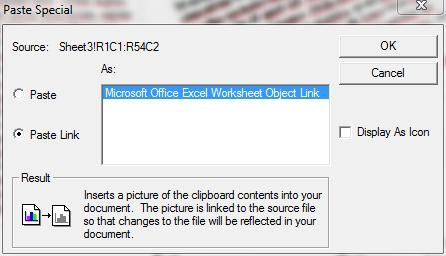 Paste Special
Source: Sheet3!R1C1:R54C2
OK
As:
Cancel
Paste
Microsoft Office Excel Worksheet Object Link
Paste Link
Display As Icon
Result
Inserts a picture of the clipboard contents into your
document. The picture is linked to the source file
so that changes to the file will be reflected in your
document.